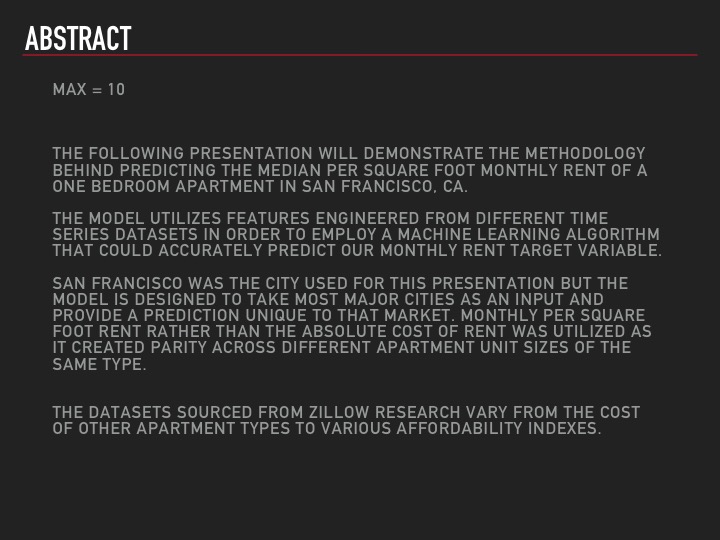 ABSTRACT
MAX = 10
THE FOLLOWING PRESENTATION WILL DEMONSTRATE THE METHODOLOGY
BEHIND PREDICTING THE MEDIAN PER SQUARE FOOT MONTHLY RENT OF A
ONE BEDROOM APARTMENT IN SAN FRANCISCO, CA.
THE MODEL UTILIZES FEATURES ENGINEERED FROM DIFFERENT TIME
SERIES DATASETS IN ORDER TO EMPLOY A MACHINE LEARNING ALGORITHM
THAT COULD ACCURATELY PREDICT OUR MONTHLY RENT TARGET VARIABLE.
SAN FRANCISCO WAS THE CITY USED FOR THIS PRESENTATION BUT THE
MODEL IS DESIGNED TO TAKE MOST MAJOR CITIES AS AN INPUT AND
PROVIDE A PREDICTION UNIQUE TO THAT MARKET. MONTHLY PER SQUARE
FOOT RENT RATHER THAN THE ABSOLUTE COST OF RENT WAS UTILIZED AS
IT CREATED PARITY ACROSS DIFFERENT APARTMENT UNIT SIZES OF THE
SAME TYPE.
THE DATASETS SOURCED FROM ZILLOW RESEARCH VARY FROM THE COST
OF OTHER APARTMENT TYPES TO VARIOUS AFFORDABILITY INDEXES.